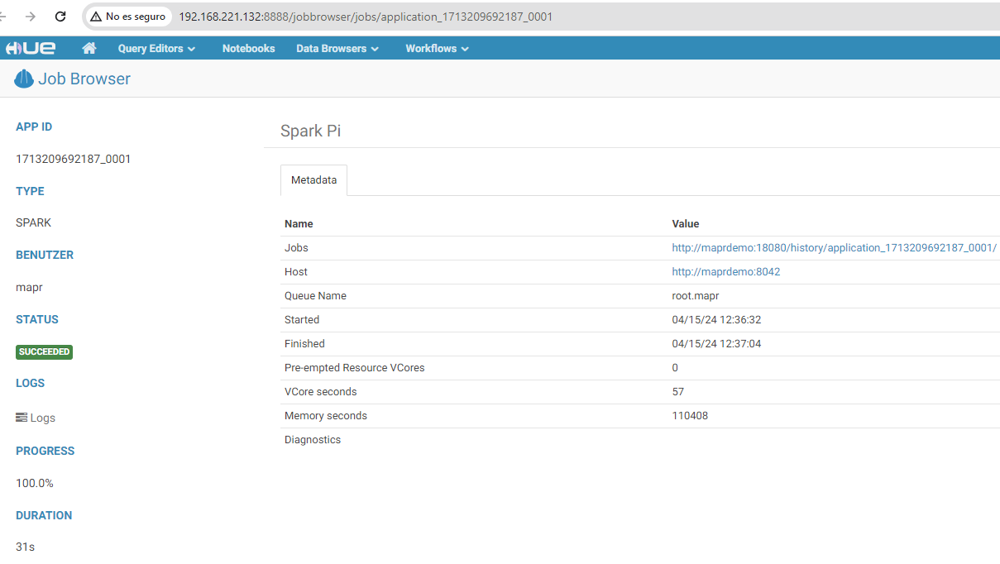 No es seguro 192.168.221.132:8888/jobbrowser/jobs/application_1713209692187_0001
HUE Query Editors Notebooks Data Browsers Workflows
Job Browser
APP ID
1713209692187_0001
TYPE
SPARK
BENUTZER
mapr
STATUS
SUCCEEDED
LOGS
Logs
PROGRESS
100.0%
DURATION
31s
Spark Pi
Metadata
Name Value
Jobs http://maprdemo:18080/history/application_1713209692187_0001/
Host http://maprdemo:8042
Queue Name root.mapr
Started 04/15/24 12:36:32
Finished 04/15/24 12:37:04
Pre-empted Resource VCores 0
VCore seconds 57
Memory seconds 110408
Diagnostics